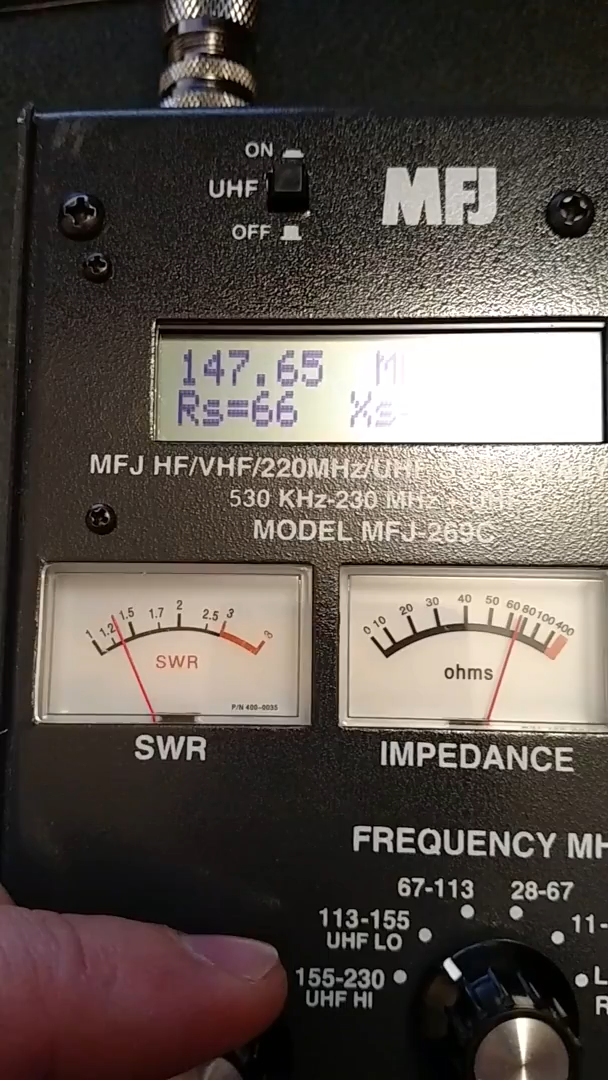 ON
UHF
OFF
MFJ
147.65 M
Rs=66 Xs
MFJ HF/VHF/220MHz/UHF
530 KHz-230 MHz
MODEL MFJ-269C
1 1.2 1.5 1.7 2 2.5 3 ∞
SWR
P/N 400-0035
0 10 20 30 40 50 60 80 100 400
ohms
SWR
IMPEDANCE
FREQUENCY MH
67-113
28-67
113-155
UHF LO
11-
155-230
UHF HI
L
R